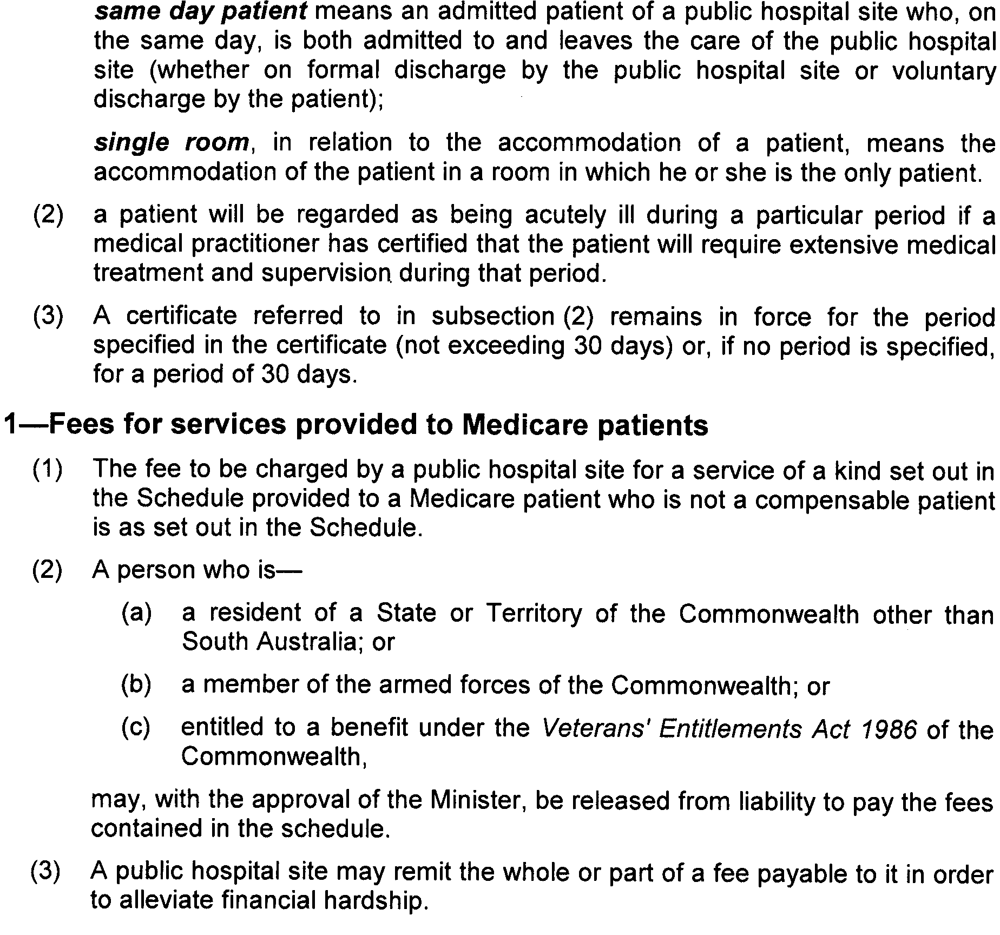 same day patient means an admitted patient of a public hospital site who, on
the same day, is both admitted to and leaves the care of the public hospital
site (whether on formal discharge by the public hospital site or voluntary
discharge by the patient);
single room, in relation to the accommodation of a patient, means the
accommodation of the patient in a room in which he or she is the only patient.
(2) a patient will be regarded as being acutely ill during a particular period if a
medical practitioner has certified that the patient will require extensive medical
treatment and supervision during that period.
(3) A certificate referred to in subsection (2) remains in force for the period
specified in the certificate (not exceeding 30 days) or, if no period is specified,
for a period of 30 days.
1—Fees for services provided to Medicare patients
(1) The fee to be charged by a public hospital site for a service of a kind set out in
the Schedule provided to a Medicare patient who is not a compensable patient
is as set out in the Schedule.
(2) A person who is—
(a) a resident of a State or Territory of the Commonwealth other than
South Australia; or
(b) a member of the armed forces of the Commonwealth; or
(c) entitled to a benefit under the Veterans' Entitlements Act 1986 of the
Commonwealth,
may, with the approval of the Minister, be released from liability to pay the fees
contained in the schedule.
(3) A public hospital site may remit the whole or part of a fee payable to it in order
to alleviate financial hardship.